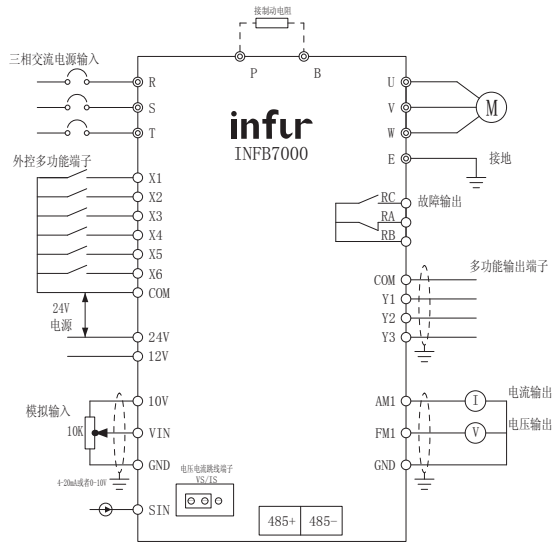 接制动电阻
三相交流电源输入
P
B
R
S
T
U
V
W
E
M
接地
infur
INFB7000
外控多功能端子
X1
X2
X3
X4
X5
X6
COM
RC
RA
RB
故障输出
24V
电源
24V
12V
COM
Y1
Y2
Y3
多功能输出端子
模拟输入
10K
10V
VIN
GND
4-20mA或者0-10V
SIN
电压电流跳线端子
VS/IS
AM1
FM1
GND
I
V
电流输出
电压输出
485+
485-